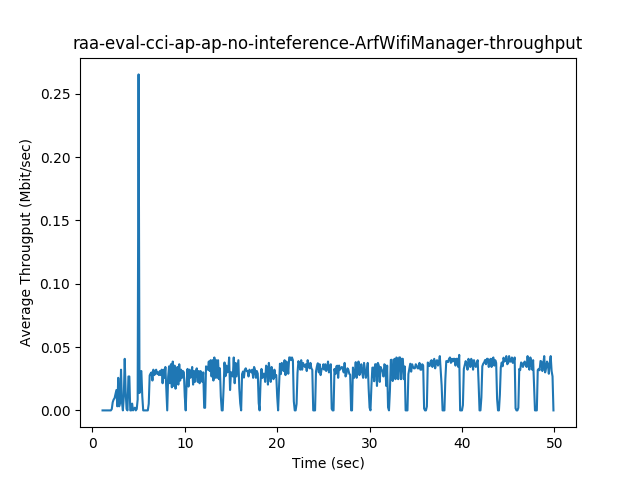 raa-eval-cci-ap-ap-no-inteference-ArfWifiManager-throughput
Average Througput (Mbit/sec)
0.25
0.20
0.15
0.10
0.05
0.00
0 10 20 30 40 50
Time (sec)